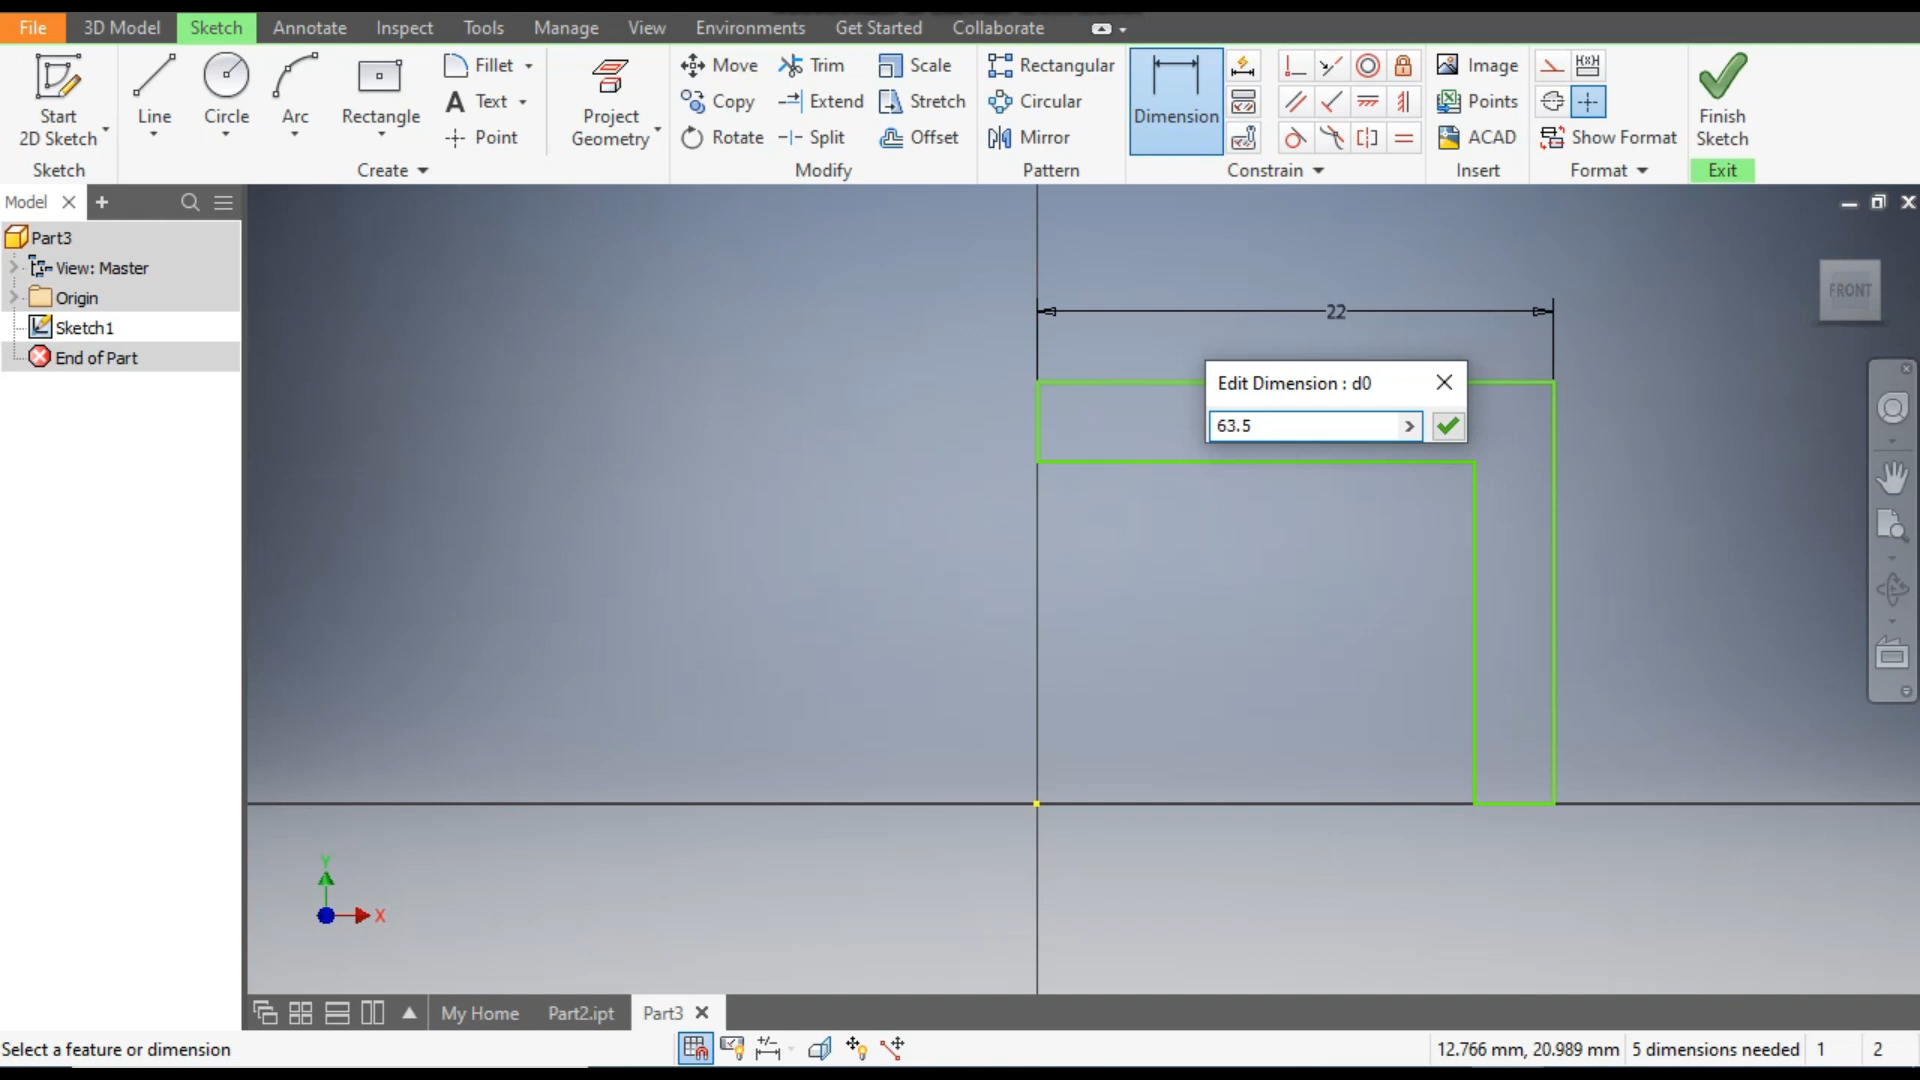 File 3D Model Sketch Annotate Inspect Tools Manage View Environments Get Started Collaborate
Start 2D Sketch
Line
Circle
Arc
Rectangle
Fillet
Text
Point
Project Geometry
Move
Copy
Rotate
Trim
Extend
Split
Scale
Stretch
Offset
Rectangular
Circular
Mirror
Dimension
Image
Points
ACAD
Show Format
Finish Sketch
Sketch Create Modify Pattern Constrain Insert Format Exit
Model
Part3
View: Master
Origin
Sketch1
End of Part
FRONT
22
Edit Dimension : d0
63.5
Y
X
My Home Part2.ipt Part3
Select a feature or dimension
12.766 mm, 20.989 mm 5 dimensions needed 1 2